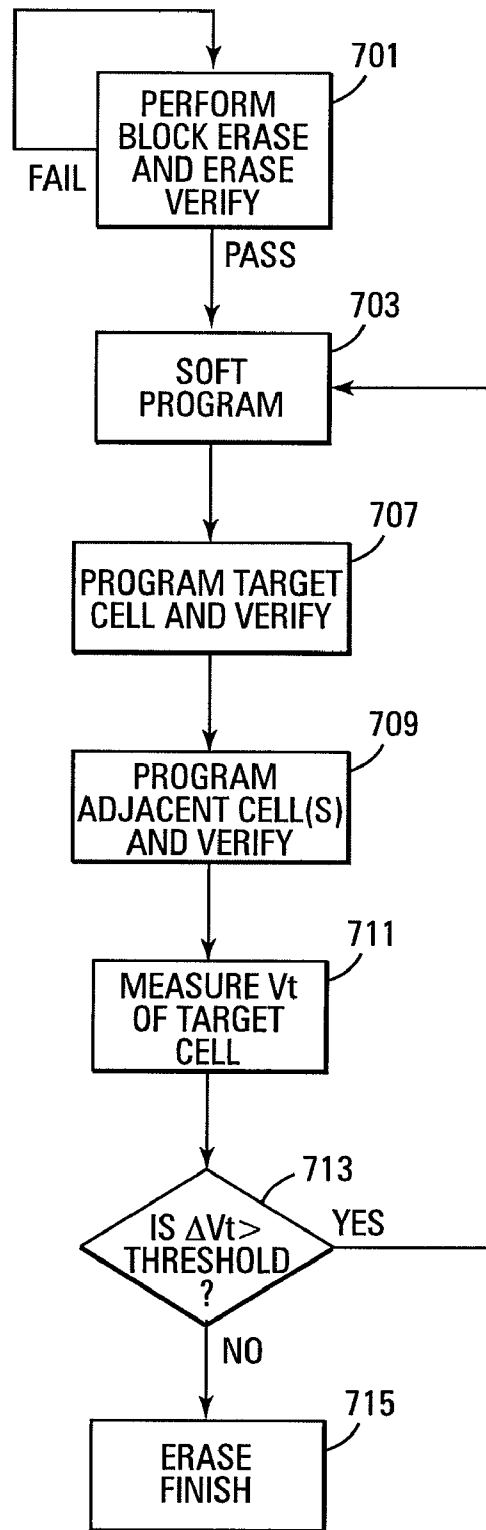 701
PERFORM
BLOCK ERASE
AND ERASE
VERIFY
FAIL
PASS
703
SOFT
PROGRAM
707
PROGRAM TARGET
CELL AND VERIFY
709
PROGRAM
ADJACENT CELL(S)
AND VERIFY
711
MEASURE Vt
OF TARGET
CELL
713
IS ΔVt>
THRESHOLD
?
YES
NO
715
ERASE
FINISH